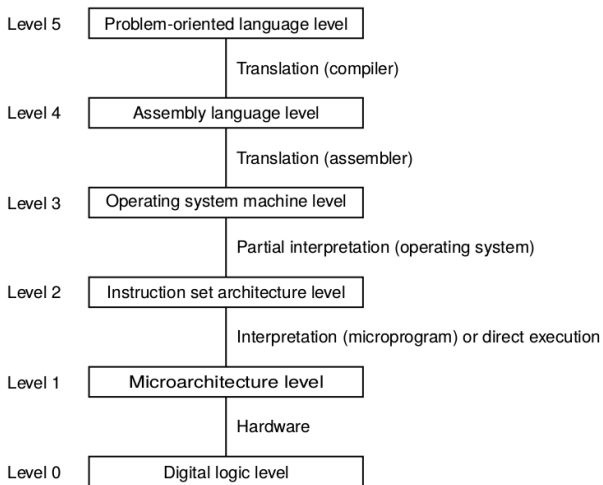 Level 5 Problem-oriented language level
Translation (compiler)
Level 4 Assembly language level
Translation (assembler)
Level 3 Operating system machine level
Partial interpretation (operating system)
Level 2 Instruction set architecture level
Interpretation (microprogram) or direct execution
Level 1 Microarchitecture level
Hardware
Level 0 Digital logic level